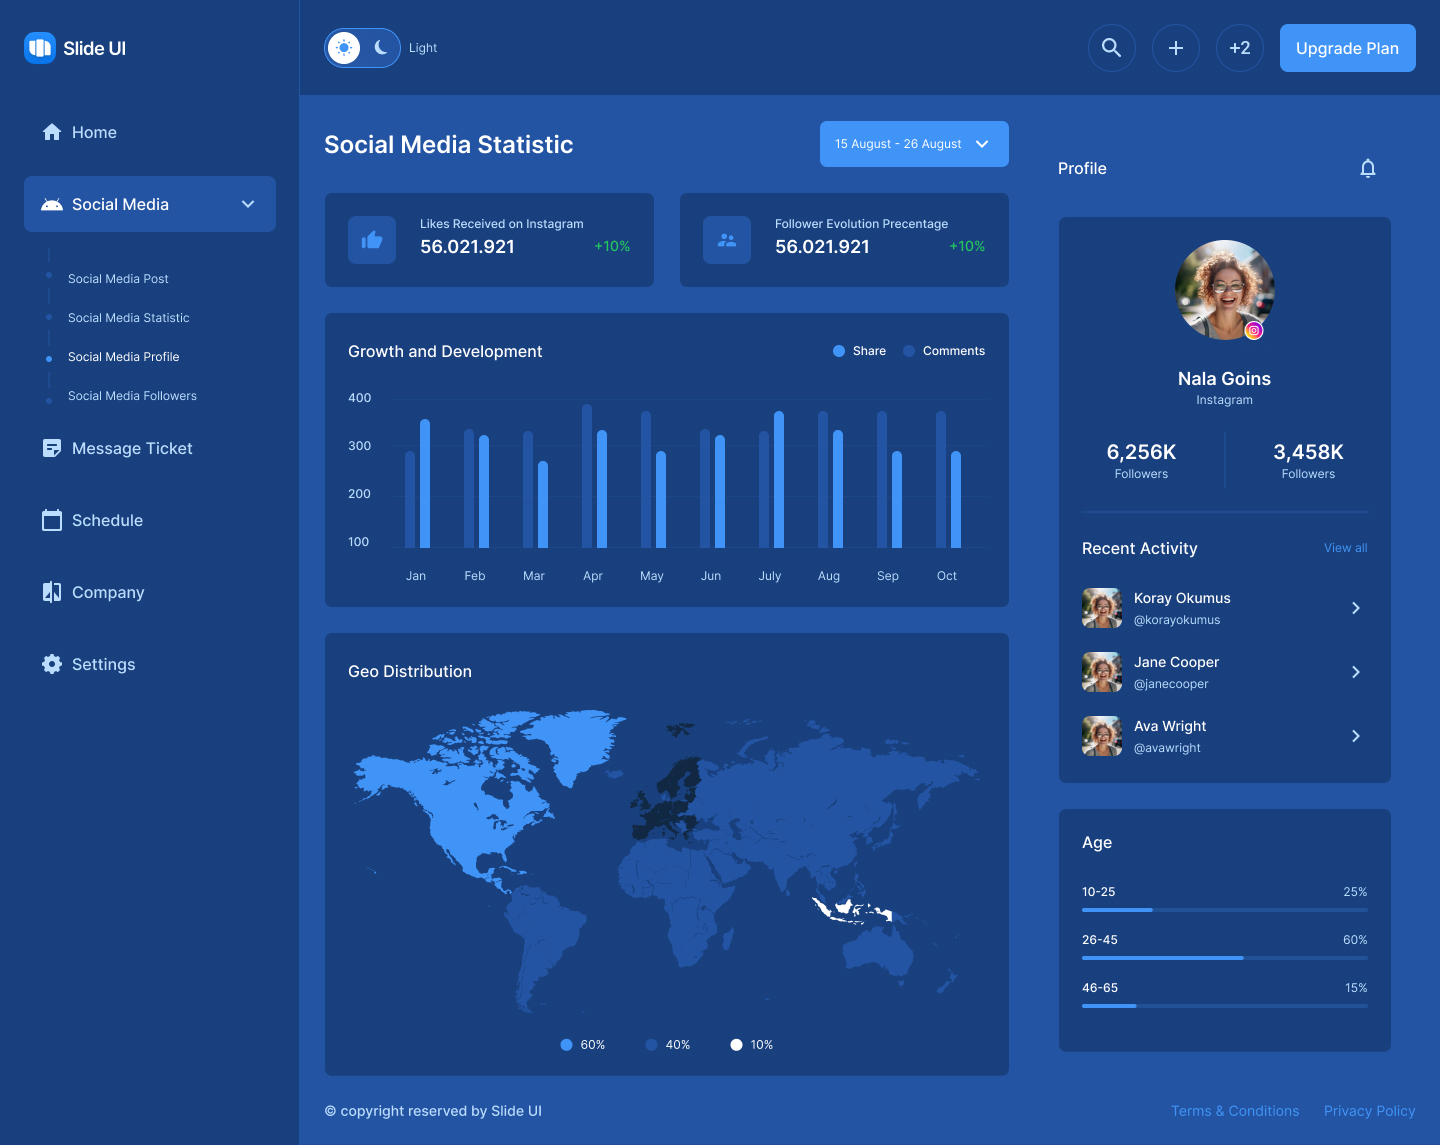 Slide UI
Home
Social Media
Social Media Post
Social Media Statistic
Social Media Profile
Social Media Followers
Message Ticket
Schedule
Company
Settings
Light
+2
Upgrade Plan
Social Media Statistic
15 August - 26 August
Likes Received on Instagram
56.021.921
+10%
Follower Evolution Precentage
56.021.921
+10%
Growth and Development
Share
Comments
400
300
200
100
Jan
Feb
Mar
Apr
May
Jun
July
Aug
Sep
Oct
Geo Distribution
60%
40%
10%
Profile
Nala Goins
Instagram
6,256K
Followers
3,458K
Followers
Recent Activity
View all
Koray Okumus
@korayokumus
Jane Cooper
@janecooper
Ava Wright
@avawright
Age
10-25
25%
26-45
60%
46-65
15%
© copyright reserved by Slide UI
Terms & Conditions
Privacy Policy